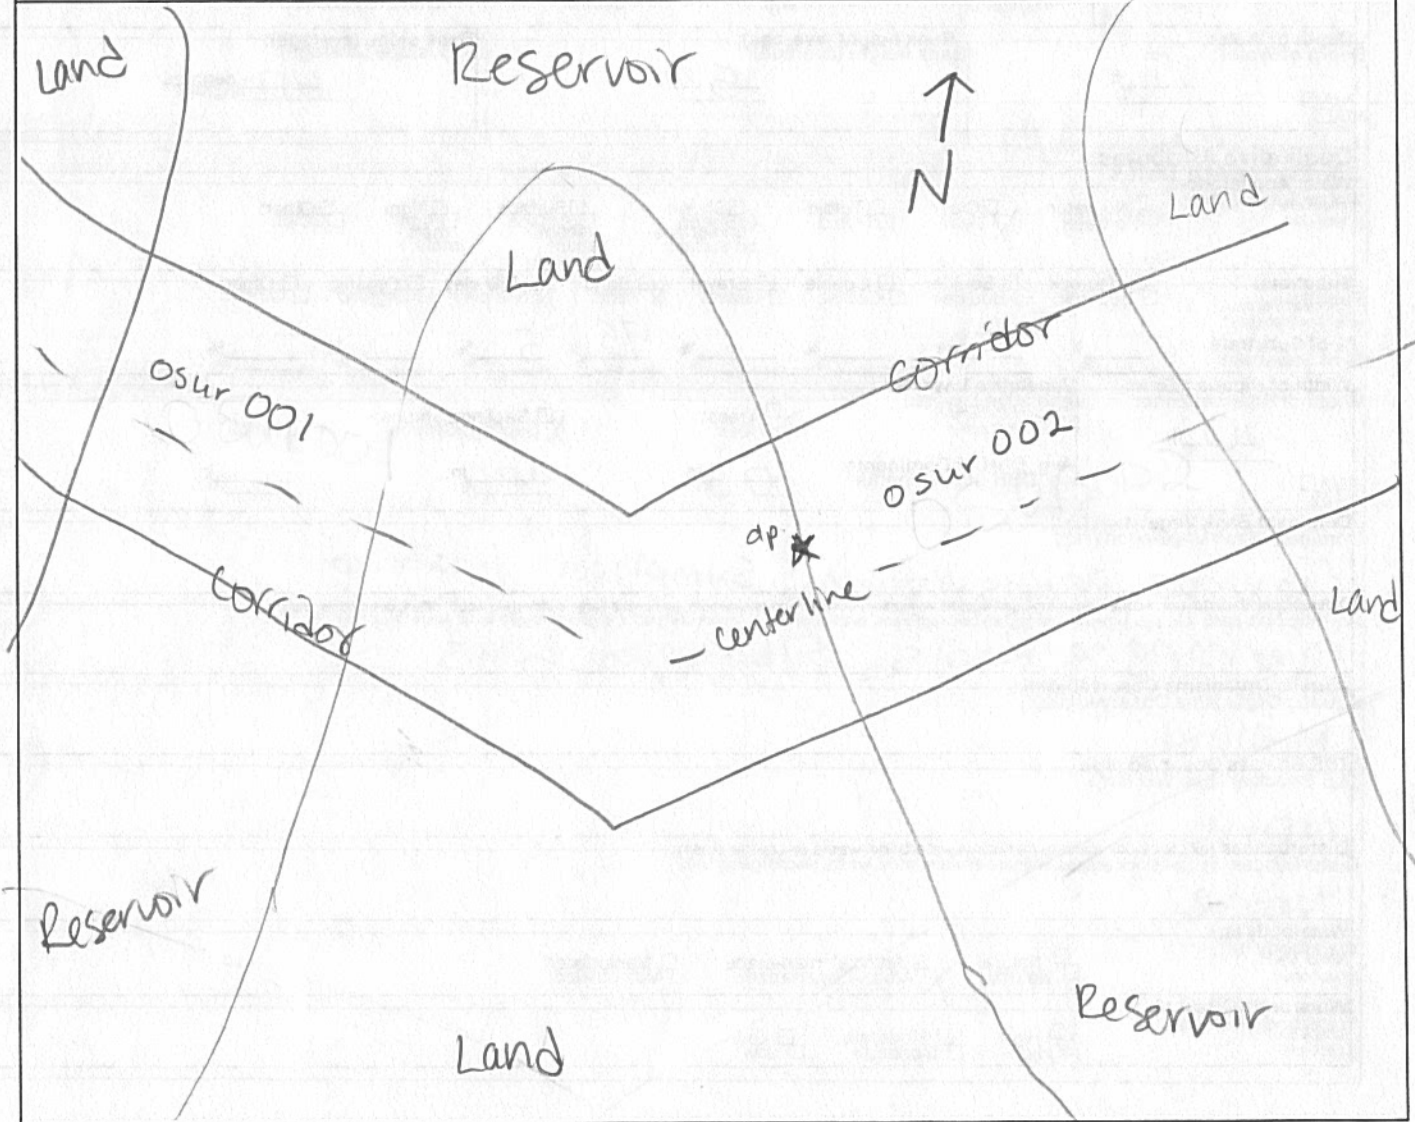 Land
Reservoir
N
Land
Land
corridor
osur 001
osur 002
dp.
centerline
corridor
Land
Reservoir
Reservoir
Land